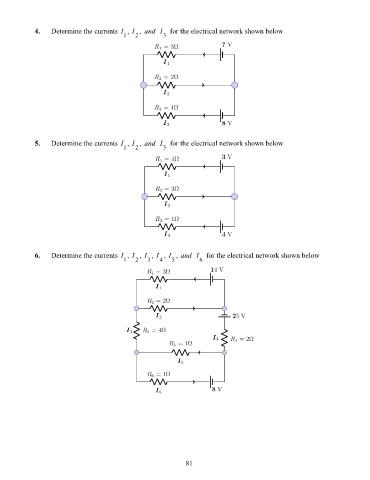 4. Determine the currents I1, I2, and I3 for the electrical network shown below
R1 = 3Ω
7 V
I1
R2 = 2Ω
I2
R3 = 4Ω
I3
8 V
5. Determine the currents I1, I2, and I3 for the electrical network shown below
R1 = 4Ω
3 V
I1
R2 = 3Ω
I2
R3 = 1Ω
I3
4 V
6. Determine the currents I1, I2, I3, I4, I5, and I6 for the electrical network shown below
R1 = 3Ω
14 V
I1
R2 = 2Ω
I2
25 V
I3
R3 = 4Ω
I4
R4 = 2Ω
R5 = 1Ω
I5
R6 = 1Ω
I6
8 V
81